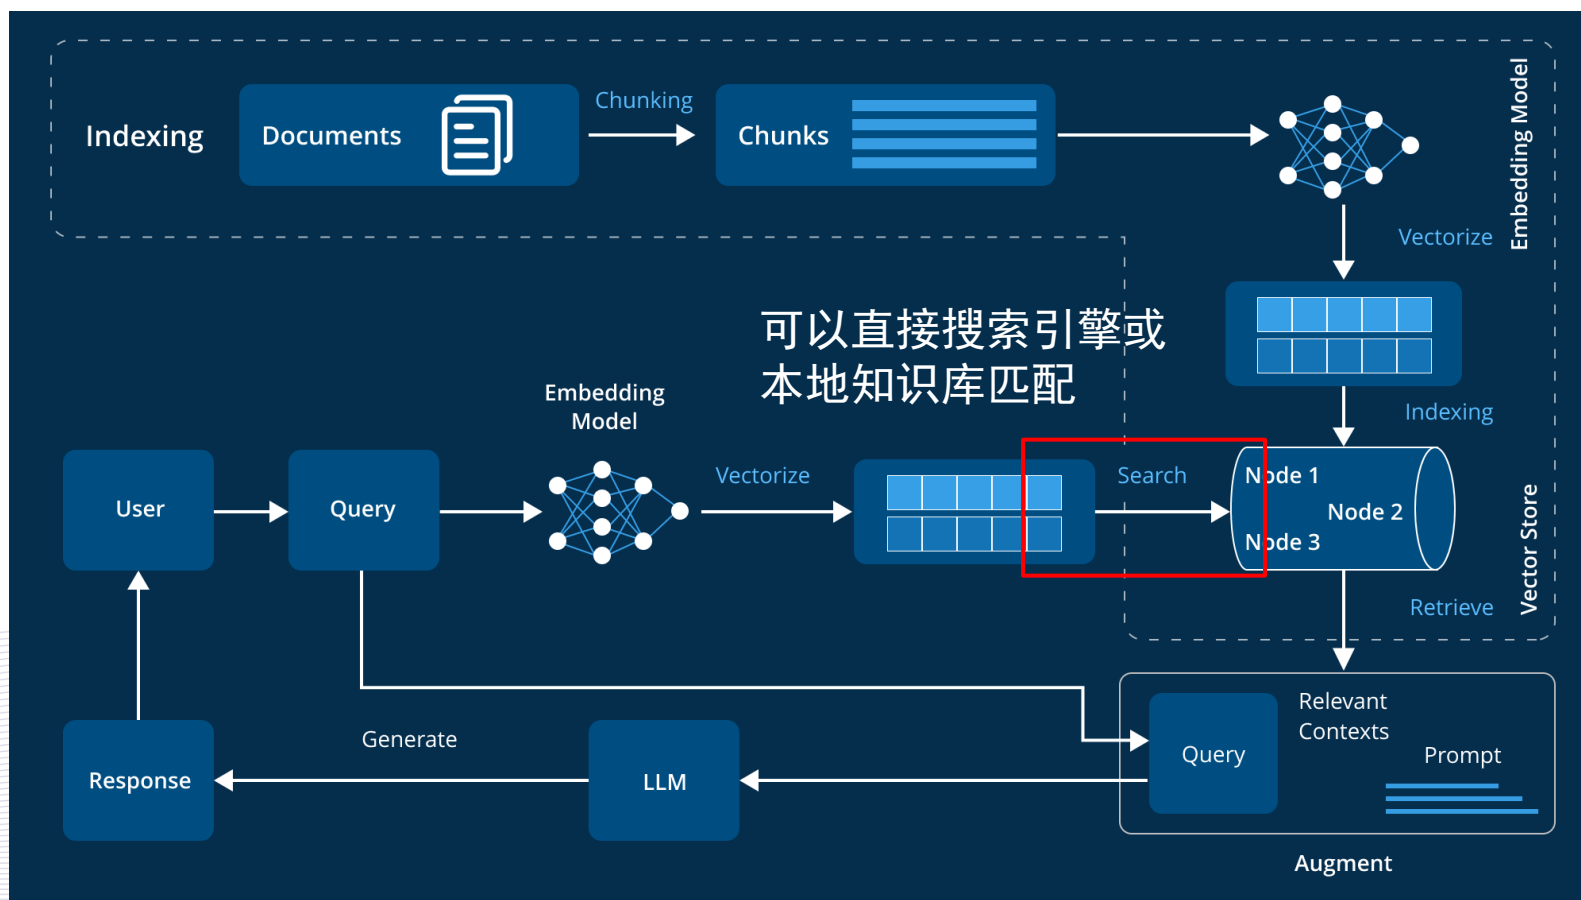 Indexing
Documents
Chunking
Chunks
Embedding Model
Vectorize
可以直接搜索引擎或
本地知识库匹配
Indexing
Embedding
Model
User
Query
Vectorize
Search
Node 1
Node 2
Node 3
Vector Store
Retrieve
Response
Generate
LLM
Query
Relevant
Contexts
Prompt
Augment